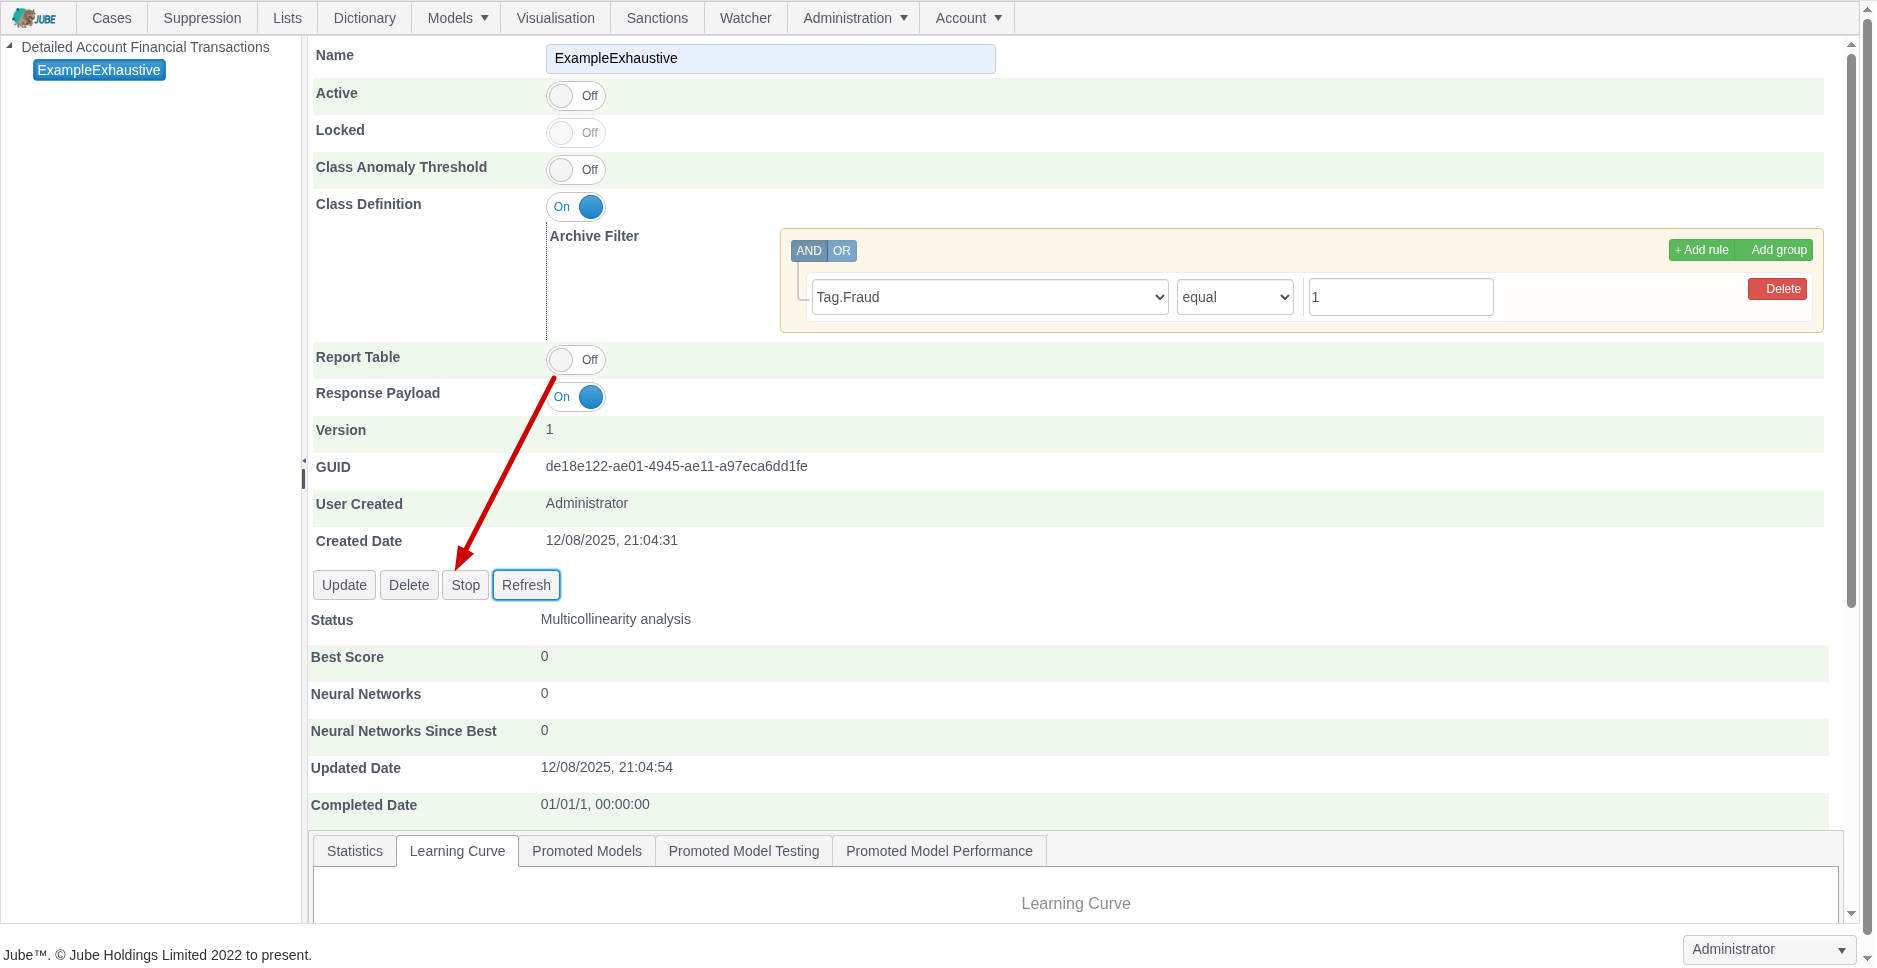 JUBE Cases Suppression Lists Dictionary Models Visualisation Sanctions Watcher Administration Account
Detailed Account Financial Transactions
ExampleExhaustive
Name ExampleExhaustive
Active Off
Locked Off
Class Anomaly Threshold Off
Class Definition On
Archive Filter
AND OR + Add rule Add group
Tag.Fraud equal 1 Delete
Report Table Off
Response Payload On
Version 1
GUID de18e122-ae01-4945-ae11-a97eca6dd1fe
User Created Administrator
Created Date 12/08/2025, 21:04:31
Update Delete Stop Refresh
Status Multicollinearity analysis
Best Score 0
Neural Networks 0
Neural Networks Since Best 0
Updated Date 12/08/2025, 21:04:54
Completed Date 01/01/1, 00:00:00
Statistics Learning Curve Promoted Models Promoted Model Testing Promoted Model Performance
Learning Curve
Jube™. © Jube Holdings Limited 2022 to present.
Administrator